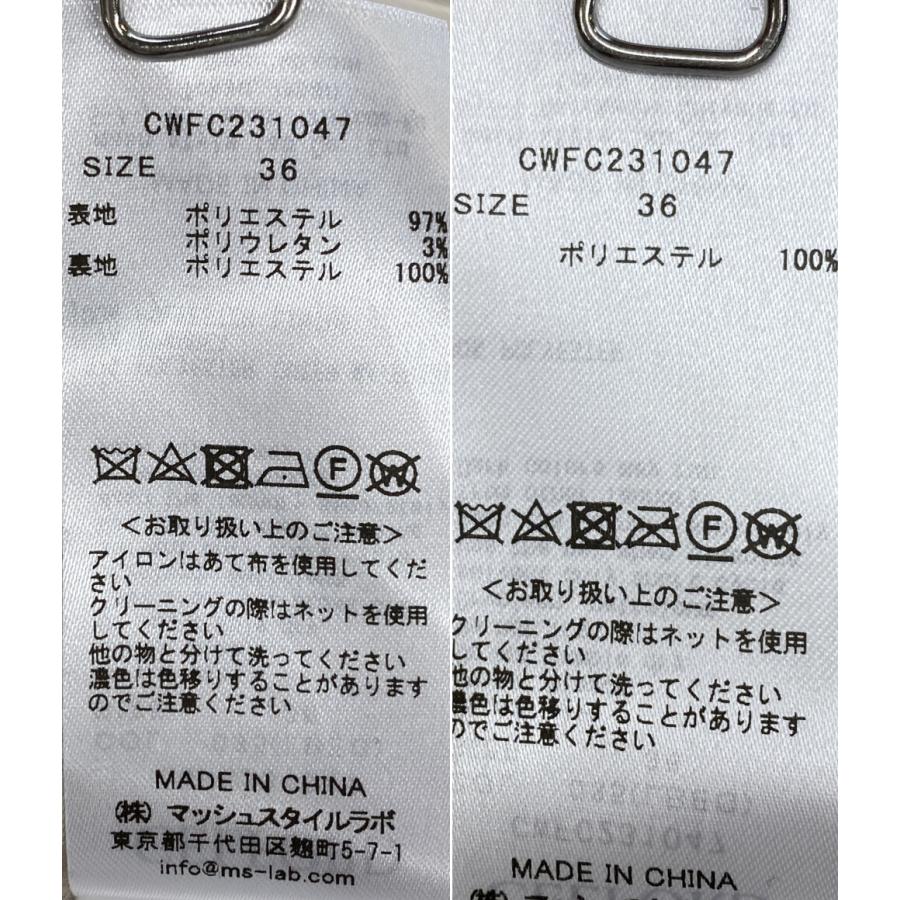 CWFC231047
SIZE 36
表地 ポリエステル 97%
ポリウレタン 3%
裏地 ポリエステル 100%
F
W
<お取り扱い上のご注意>
アイロンはあて布を使用してくだ
さい
クリーニングの際はネットを使用
してください
他の物と分けて洗ってください
濃色は色移りすることがあります
のでご注意ください
MADE IN CHINA
(株) マッシュスタイルラボ
東京都千代田区麹町5-7-1
info@ms-lab.com
CWFC231047
SIZE 36
ポリエステル 100%
F
W
<お取り扱い上のご注意>
クリーニングの際はネットを使用
してください
他の物と分けて洗ってください
濃色は色移りすることがあります
のでご注意ください
MADE IN CHINA